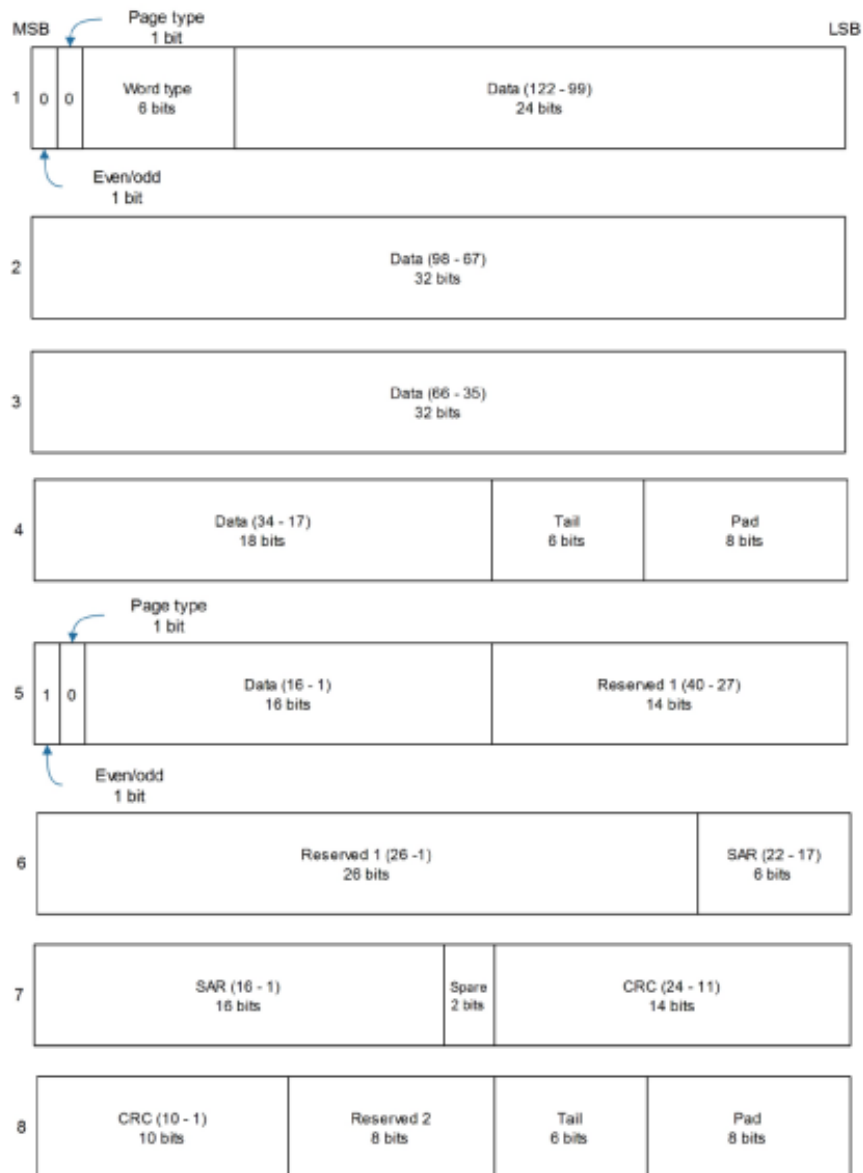 Page type
MSB
LSB
1 bit
1
0
0
Word type
6 bits
Data (122 - 99)
24 bits
Even/odd
1 bit
2
Data (98 - 67)
32 bits
3
Data (66 - 35)
32 bits
4
Data (34 - 17)
18 bits
Tail
6 bits
Pad
8 bits
Page type
1 bit
5
1
0
Data (16 - 1)
16 bits
Reserved 1 (40 - 27)
14 bits
Even/odd
1 bit
6
Reserved 1 (26 -1)
26 bits
SAR (22 - 17)
6 bits
7
SAR (16 - 1)
16 bits
Spare
2 bits
CRC (24 - 11)
14 bits
8
CRC (10 - 1)
10 bits
Reserved 2
8 bits
Tail
6 bits
Pad
8 bits